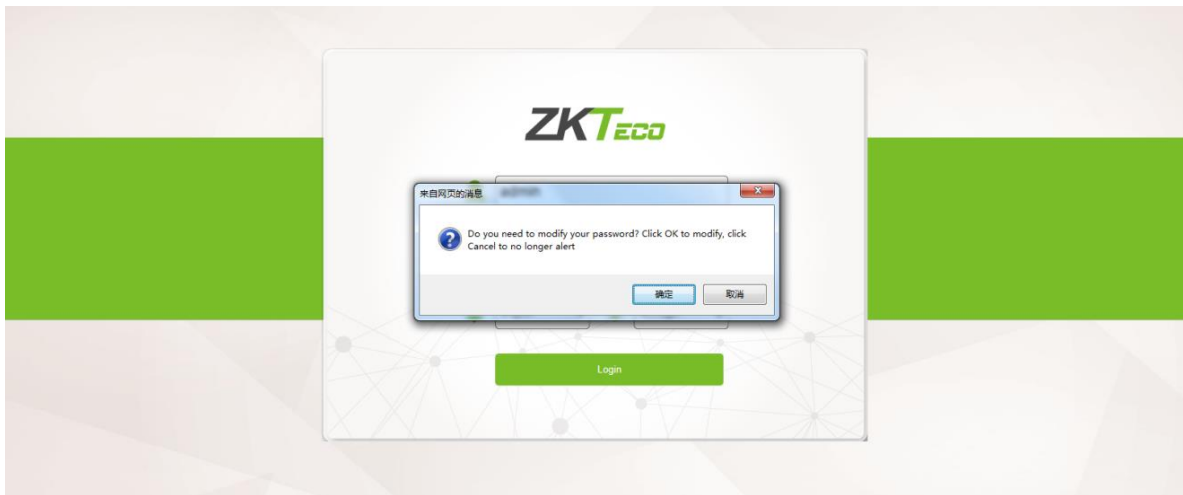 ZKTeco
来自网页的消息
admin
Do you need to modify your password? Click OK to modify, click
Cancel to no longer alert
确定
取消
Login